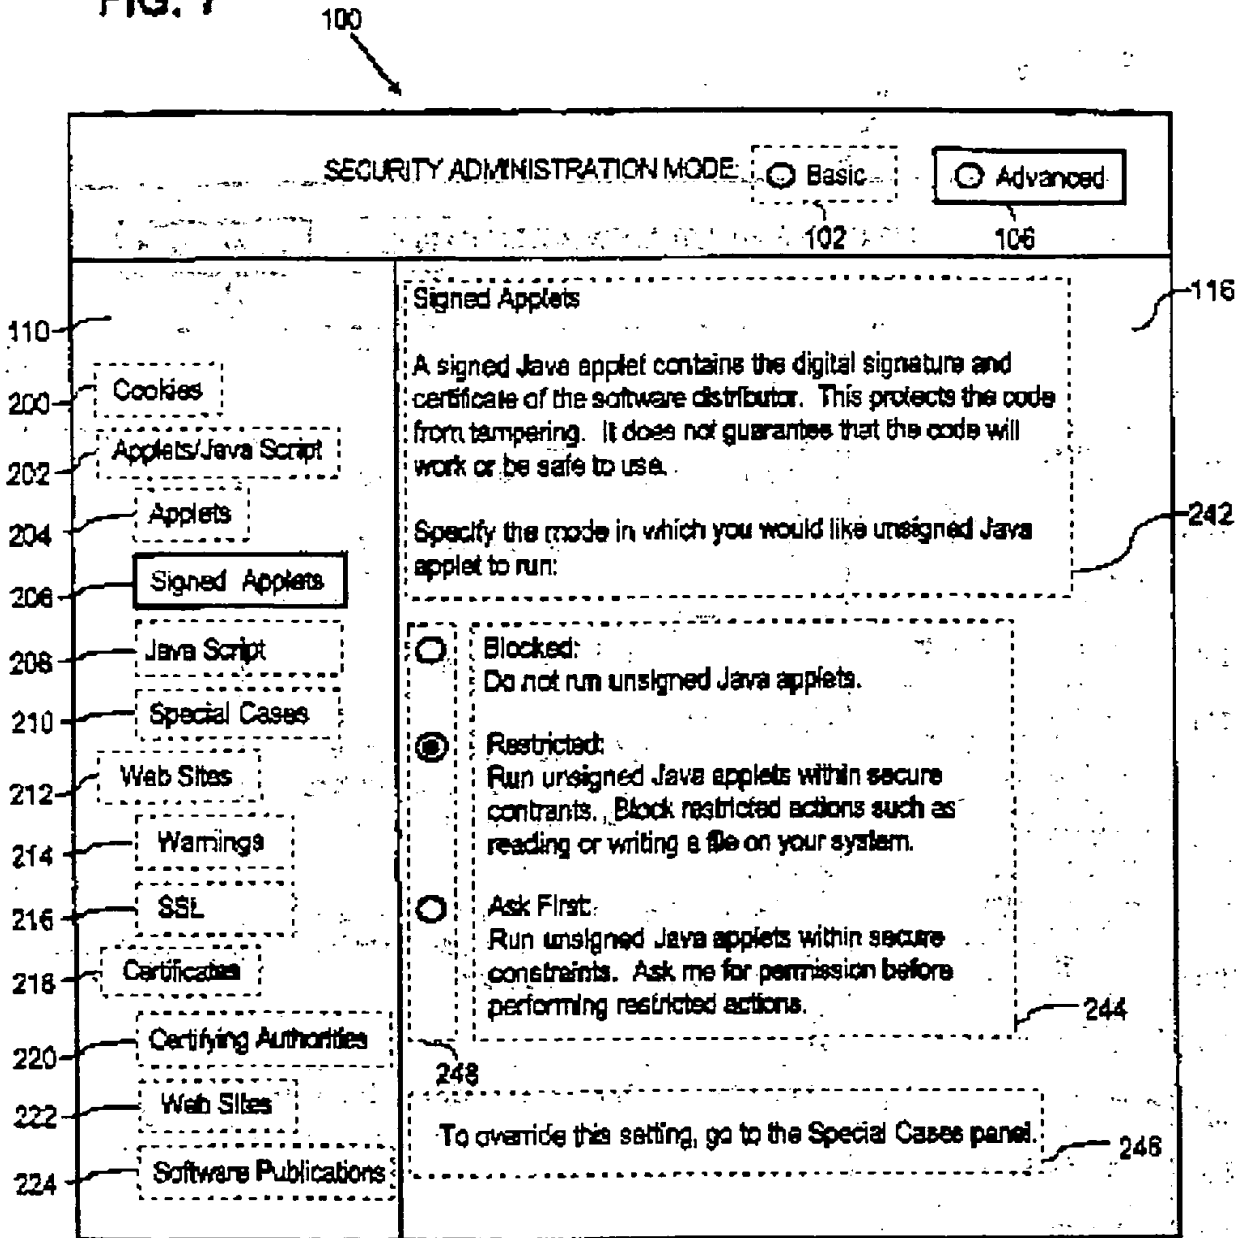 FIG. 7
100
SECURITY ADMINISTRATION MODE: Basic Advanced
102
106
110
116
200
Cookies
202
Applets/Java Script
204
Applets
206
Signed Applets
208
Java Script
210
Special Cases
212
Web Sites
214
Warnings
216
SSL
218
Certificates
220
Certifying Authorities
222
Web Sites
224
Software Publications
Signed Applets
A signed Java applet contains the digital signature and
certificate of the software distributor. This protects the code
from tampering. It does not guarantee that the code will
work or be safe to use.
Specify the mode in which you would like unsigned Java
applet to run:
242
Blocked:
Do not run unsigned Java applets.
Restricted:
Run unsigned Java applets within secure
contrants. Block restricted actions such as
reading or writing a file on your system.
Ask First:
Run unsigned Java applets within secure
constraints. Ask me for permission before
performing restricted actions.
244
248
To override this setting, go to the Special Cases panel.
246